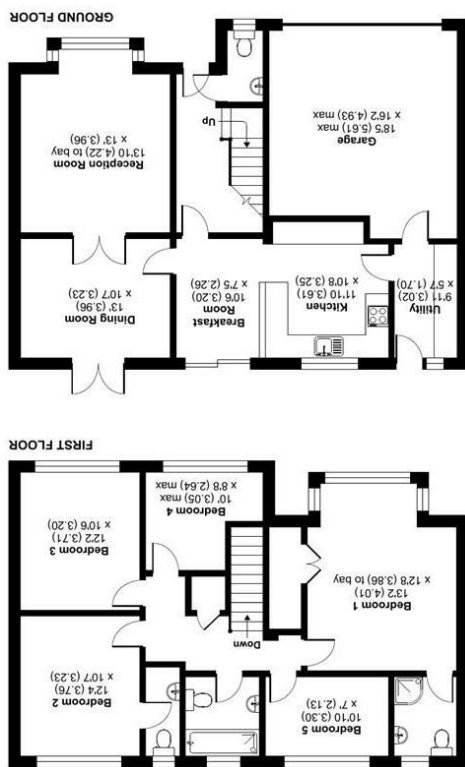 Bedroom 5
10'10 (3.30)
x 7' (2.13)
Bedroom 2
12'4 (3.76)
x 10'7 (3.23)
Down
Bedroom 1
13'2 (4.01)
x 12'8 (3.86) to bay
Bedroom 3
12'2 (3.71)
x 10'6 (3.20)
Bedroom 4
10' (3.05) max
x 8'8 (2.64) max
FIRST FLOOR
Utility
9'11 (3.02)
x 5'7 (1.70)
Kitchen
11'10 (3.61)
x 10'8 (3.25)
Breakfast
Room
10'6 (3.20)
x 7'5 (2.26)
Dining Room
13' (3.96)
x 10'7 (3.23)
Garage
18'5 (5.61) max
x 16'2 (4.93) max
Up
Reception Room
13'10 (4.22) to bay
x 13' (3.96)
GROUND FLOOR